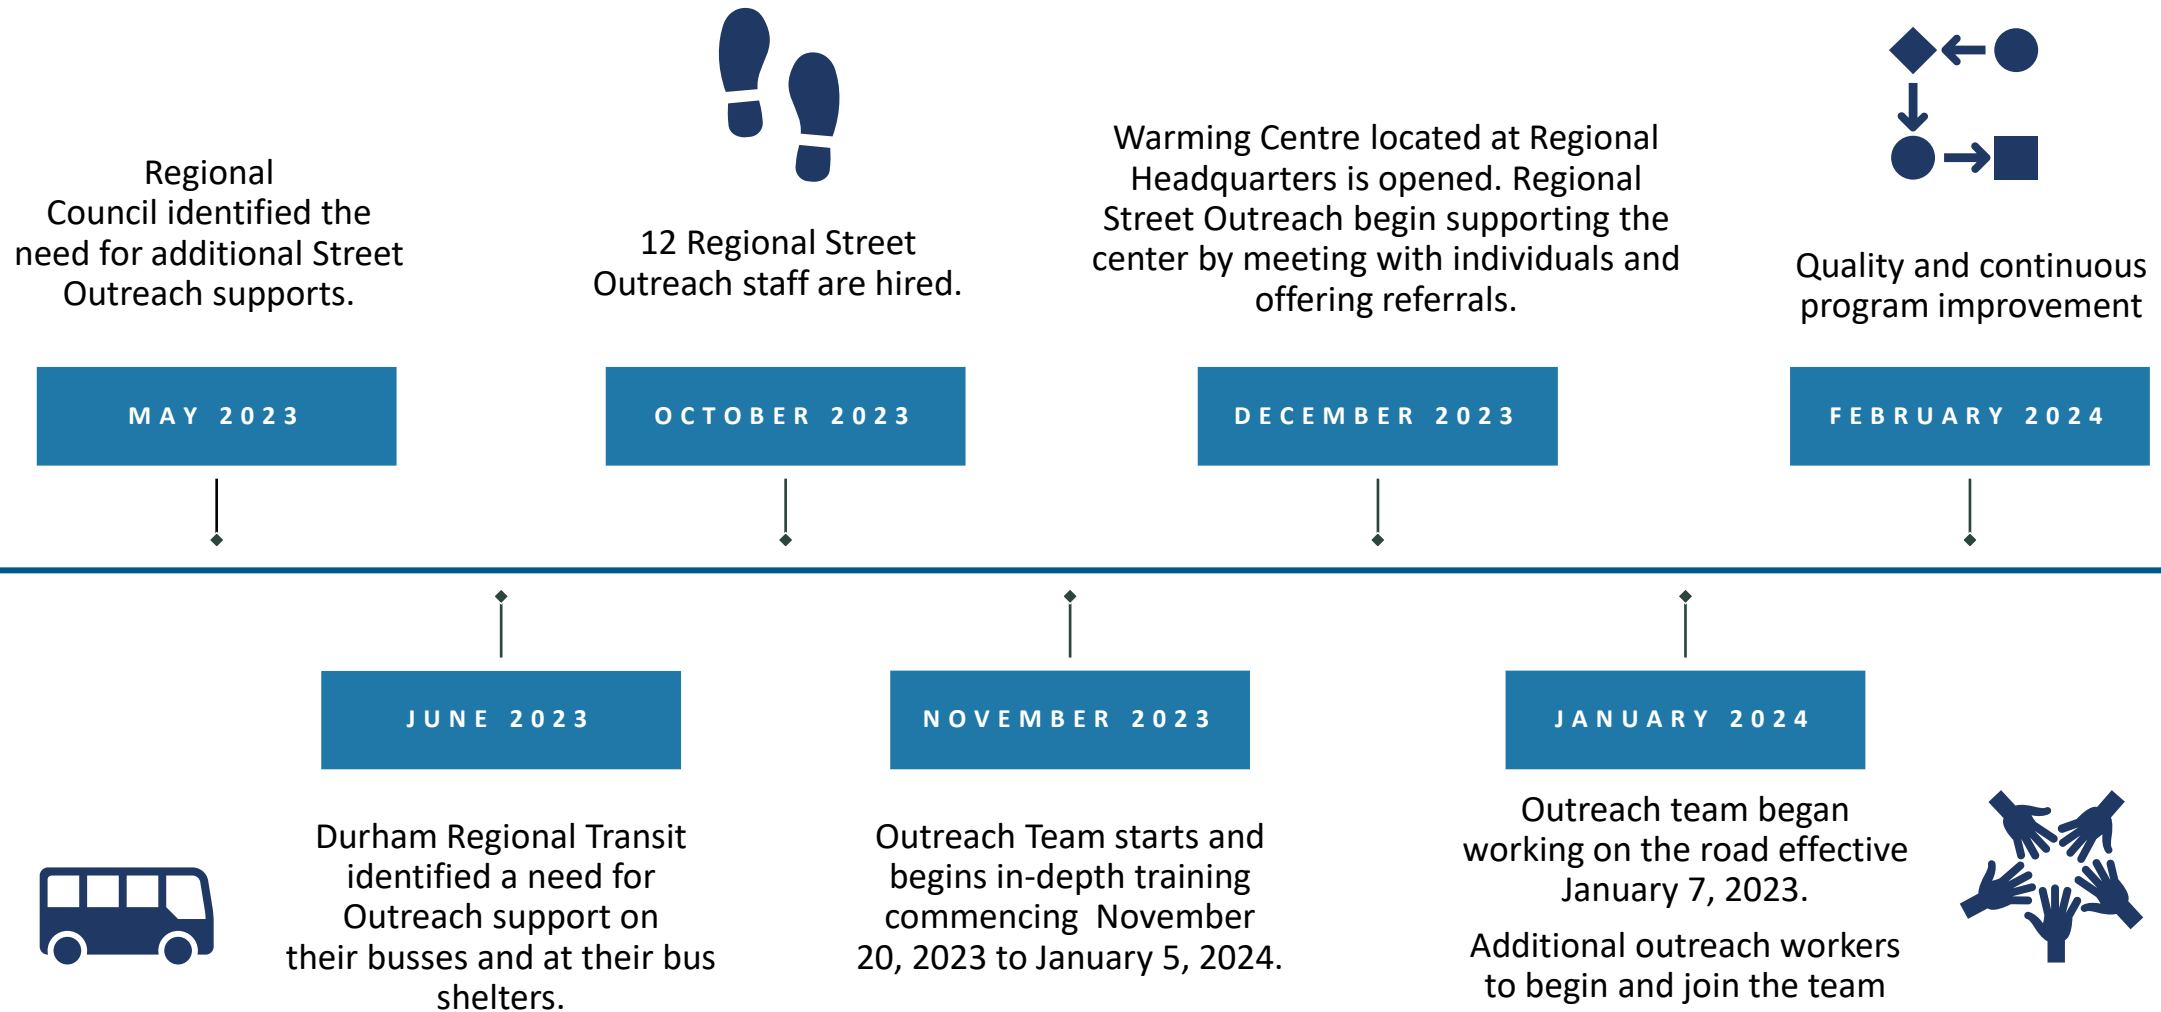 Regional
Council identified the
need for additional Street
Outreach supports.
MAY 2023
Durham Regional Transit
identified a need for
Outreach support on
their busses and at their bus
shelters.
JUNE 2023
12 Regional Street
Outreach staff are hired.
OCTOBER 2023
NOVEMBER 2023
Outreach Team starts and
begins in-depth training
commencing November
20, 2023 to January 5, 2024.
Warming Centre located at Regional
Headquarters is opened. Regional
Street Outreach begin supporting the
center by meeting with individuals and
offering referrals.
DECEMBER 2023
JANUARY 2024
Outreach team began
working on the road effective
January 7, 2023.
Additional outreach workers
to begin and join the team
Quality and continuous
program improvement
FEBRUARY 2024